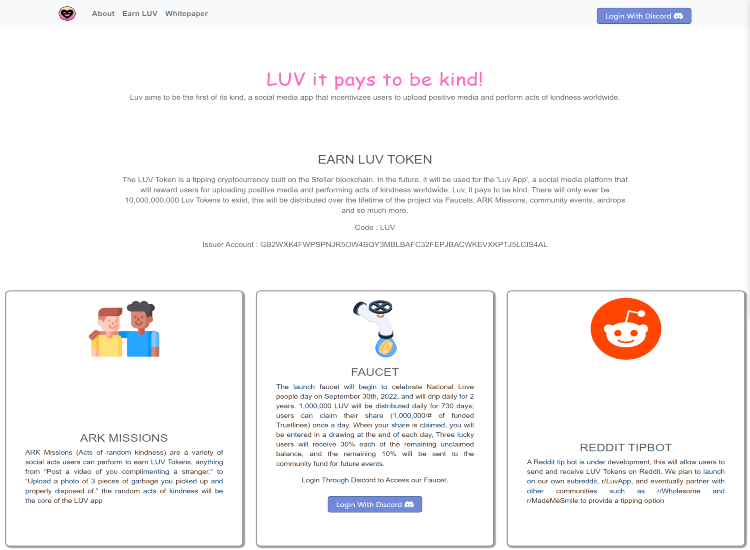 About Earn LUV Whitepaper
Login With Discord
LUV it pays to be kind!
Luv aims to be the first of its kind, a social media app that incentivizes users to upload positive media and perform acts of kindness worldwide.
EARN LUV TOKEN
The LUV Token is a tipping cryptocurrency built on the Stellar blockchain. In the future, it will be used for the 'Luv App', a social media platform that
will reward users for uploading positive media and performing acts of kindness worldwide. Luv, it pays to be kind. There will only ever be
10,000,000,000 Luv Tokens to exist, this will be distributed over the lifetime of the project via Faucets, ARK Missions, community events, airdrops
and so much more.
Code : LUV
Issuer Account : GB2WXK4FWPSPNJR5OW4BQY3MBLBAFC32FEPJBACWKEVXKPTJ5LCIS4AL
ARK MISSIONS
ARK Missions (Acts of random kindness) are a variety of
social acts users can perform to earn LUV Tokens, anything
from “Post a video of you complimenting a stranger.” to
“Upload a photo of 3 pieces of garbage you picked up and
properly disposed of.” the random acts of kindness will be
the core of the LUV app
FAUCET
The launch faucet will begin to celebrate National Love
people day on September 30th, 2022, and will drip daily for 2
years. 1,000,000 LUV will be distributed daily for 730 days;
users can claim their share (1,000,000/# of funded
Trustlines) once a day. When your share is claimed, you will
be entered in a drawing at the end of each day, Three lucky
users will receive 30% each of the remaining unclaimed
balance, and the remaining 10% will be sent to the
community fund for future events.
Login Through Discord to Access our Faucet.
Login With Discord
REDDIT TIPBOT
A Reddit tip bot is under development, this will allow users to
send and receive LUV Tokens on Reddit. We plan to launch
on our own subreddit, r/LuvApp, and eventually partner with
other communities such as r/Wholesome and
r/MadeMeSmile to provide a tipping option